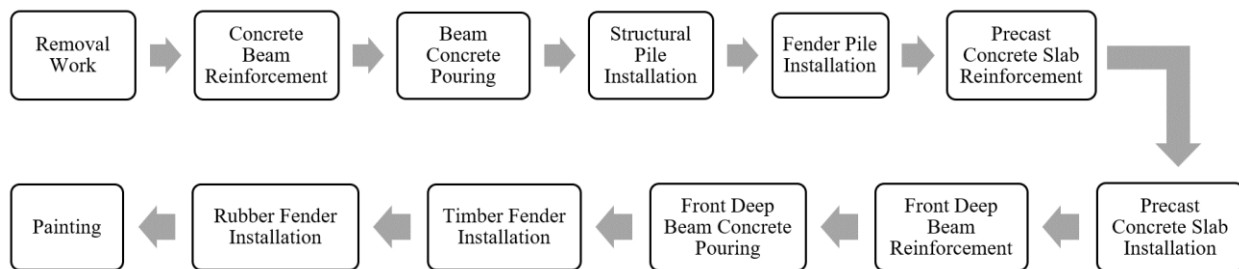 Removal
Work
Concrete
Beam
Reinforcement
Beam
Concrete Pouring
Structural
Pile
Installation
Fender Pile
Installation
Precast
Concrete Slab
Reinforcement
Precast
Concrete Slab
Installation
Front Deep
Beam
Reinforcement
Front Deep
Beam Concrete
Pouring
Timber Fender
Installation
Rubber Fender
Installation
Painting